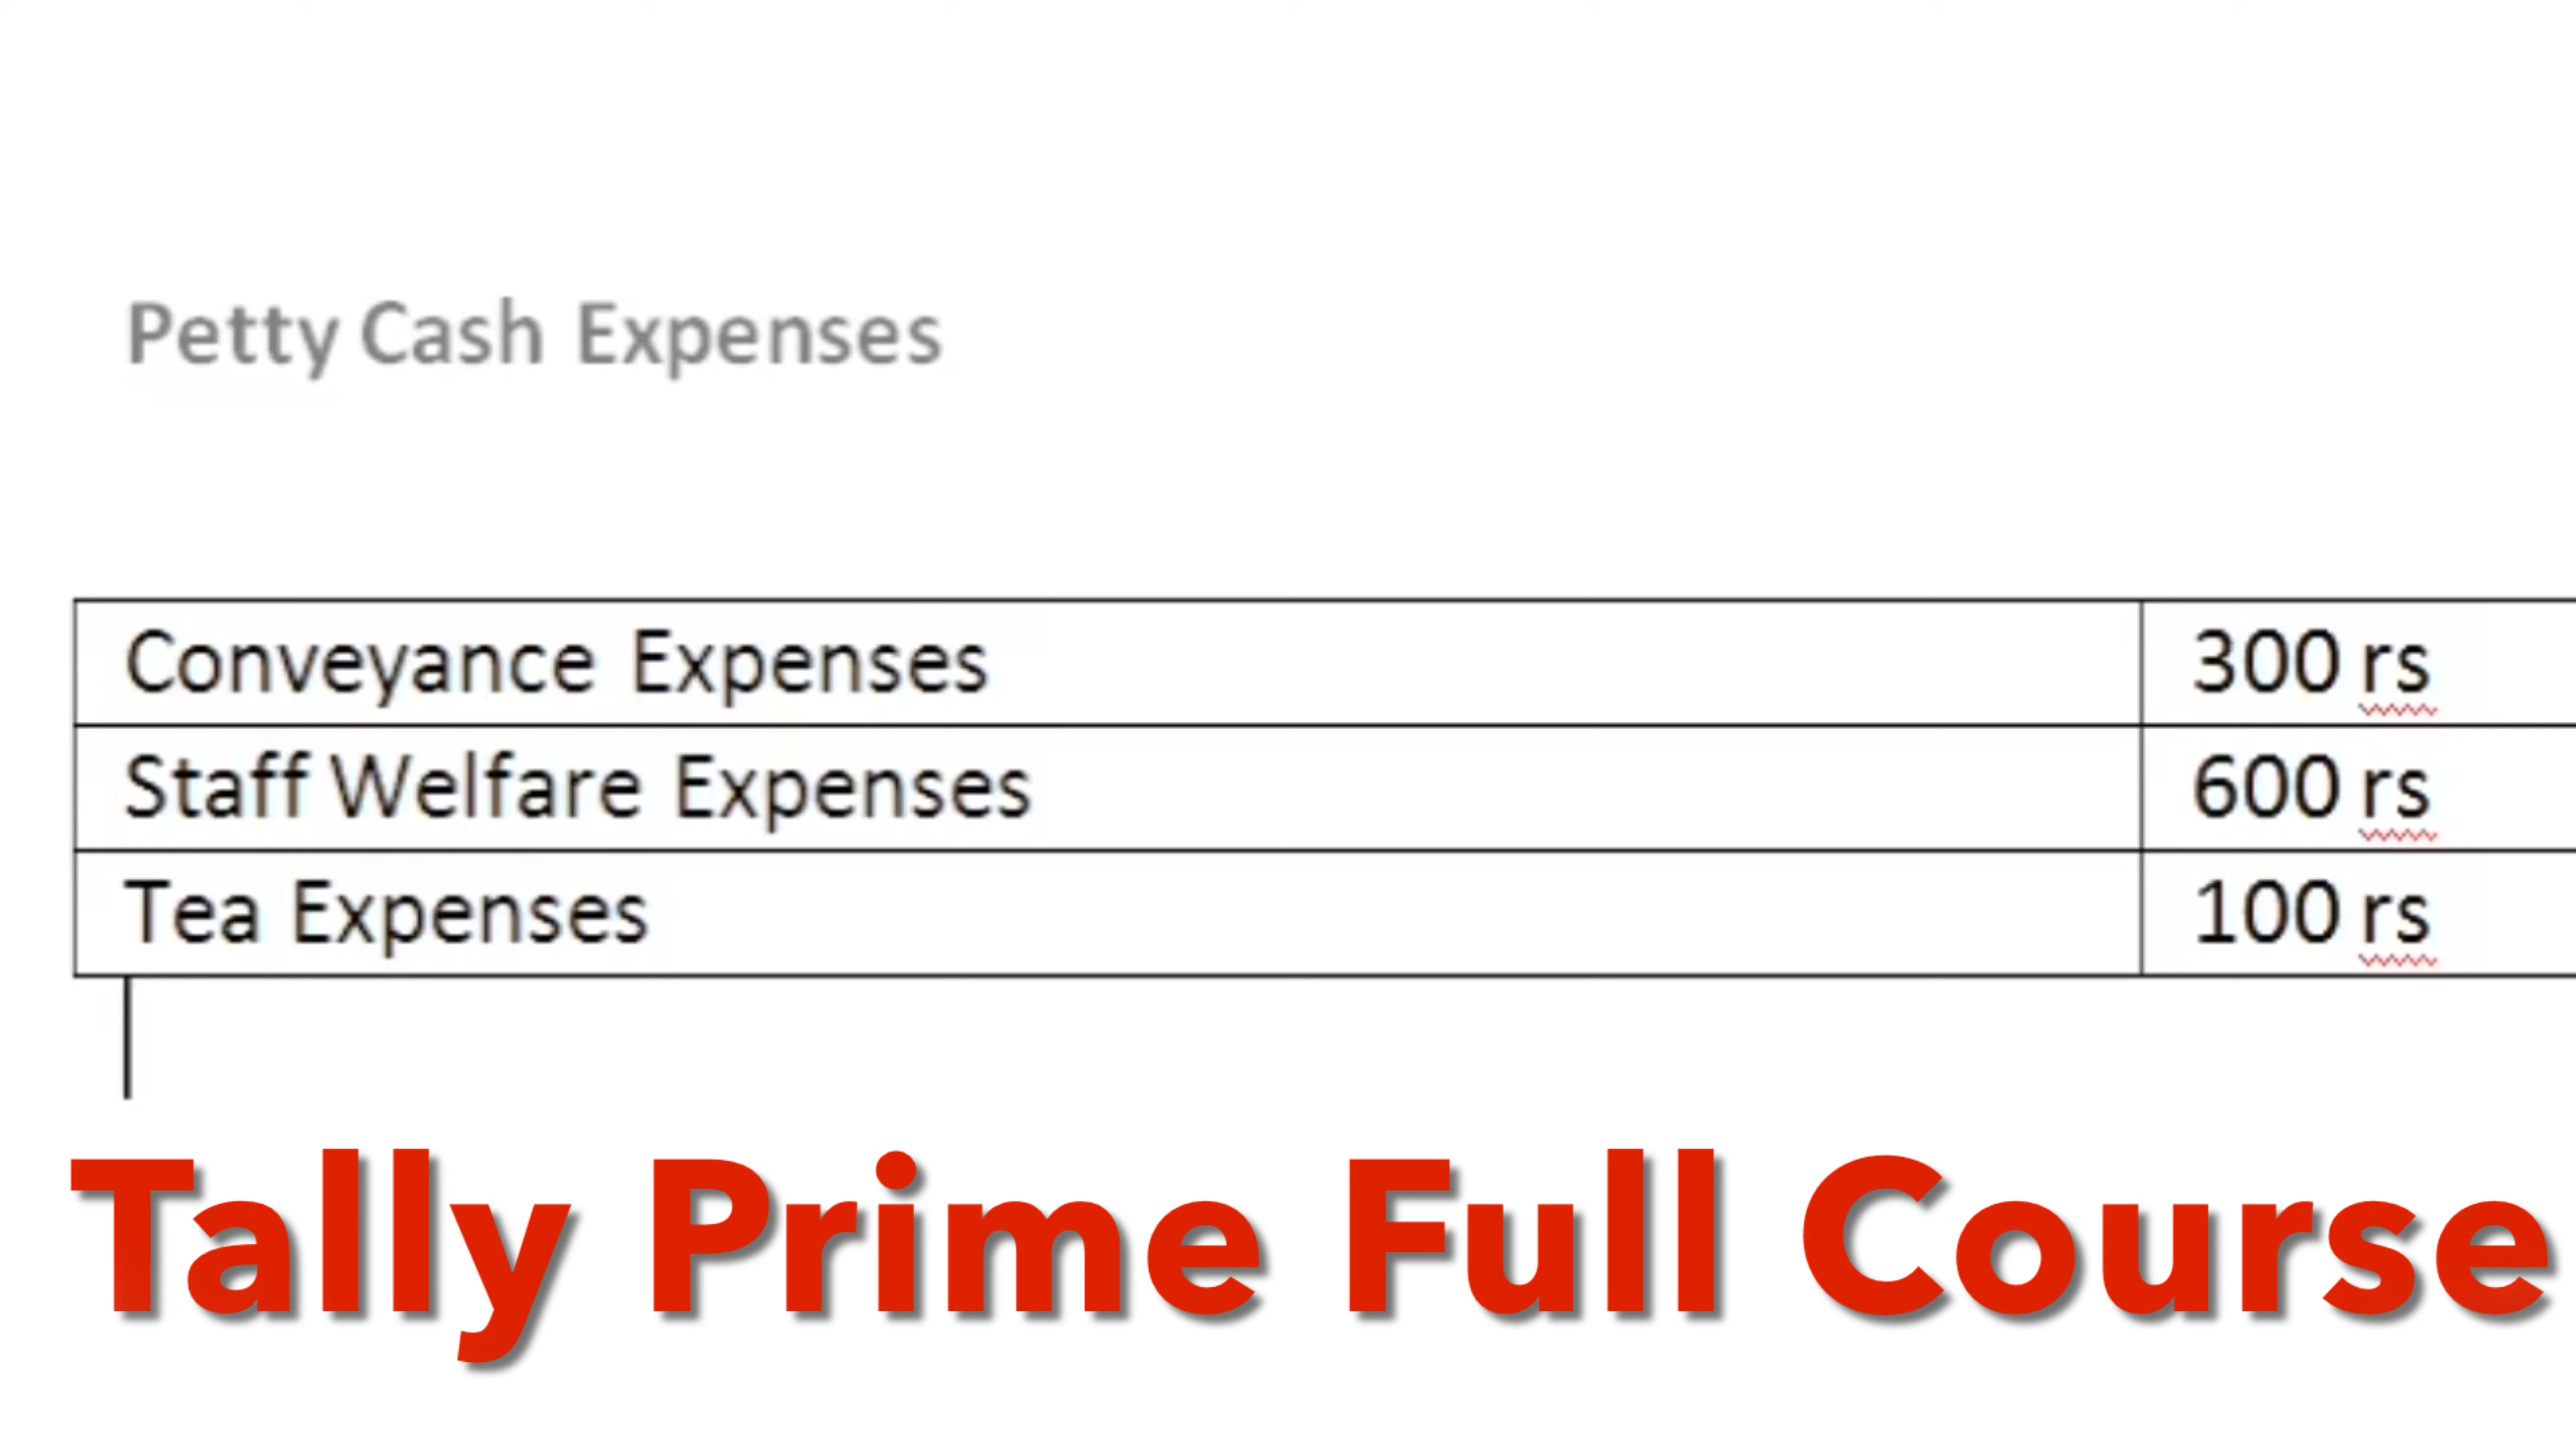 Petty Cash Expenses
Conveyance Expenses 300 rs
Staff Welfare Expenses 600 rs
Tea Expenses 100 rs
Tally Prime Full Course